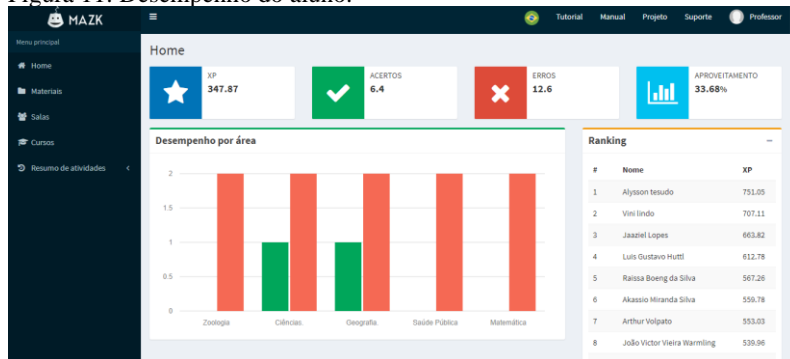 Figura 11: Desempenho do aluno.
MAZK
Tutorial Manual Projeto Suporte Professor
Menu principal
Home
Materiais
Salas
Cursos
Resumo de atividades
Home
XP
347.87
ACERTOS
6.4
ERROS
12.6
APROVEITAMENTO
33.68%
Desempenho por área
2
1.5
1
0.5
0
Zoologia Ciências. Geografia. Saúde Pública Matemática
Ranking
# Nome XP
1 Alysson tesudo 751.05
2 Vini lindo 707.11
3 Jaaziel Lopes 663.82
4 Luis Gustavo Huttl 612.78
5 Raissa Boeng da Silva 567.26
6 Akassio Miranda Silva 559.78
7 Arthur Volpato 553.03
8 João Victor Vieira Warmling 539.96